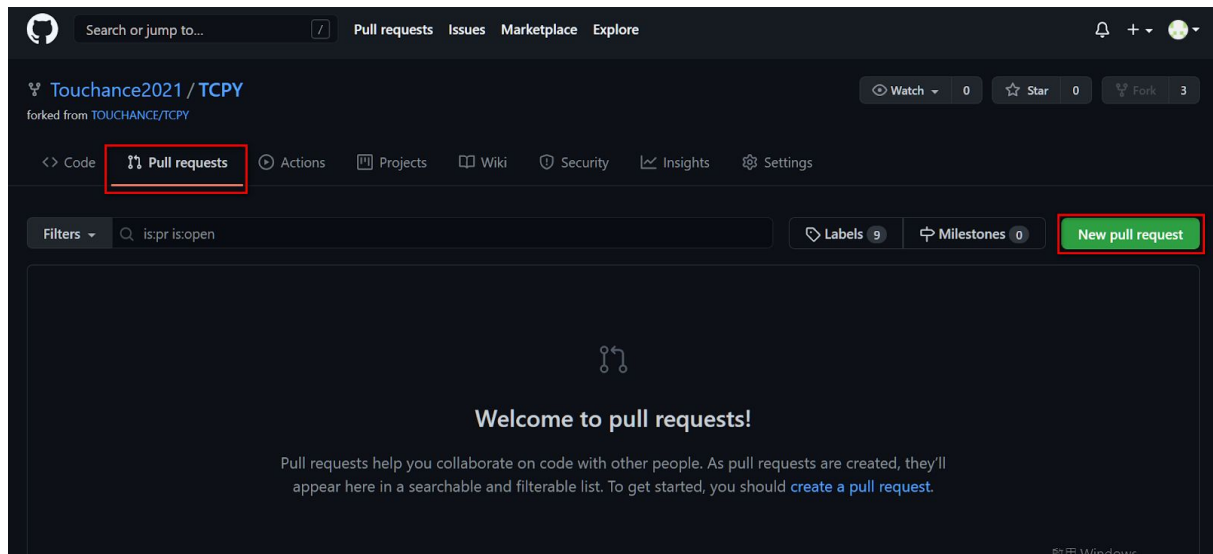 Search or jump to... / Pull requests Issues Marketplace Explore
Touchance2021 / TCPY
Watch 0 Star 0 Fork 3
forked from TOUCHANCE/TCPY
<> Code Pull requests Actions Projects Wiki Security Insights Settings
Filters is:pr is:open Labels 9 Milestones 0 New pull request
Welcome to pull requests!
Pull requests help you collaborate on code with other people. As pull requests are created, they'll
appear here in a searchable and filterable list. To get started, you should create a pull request.
啟用 Windows